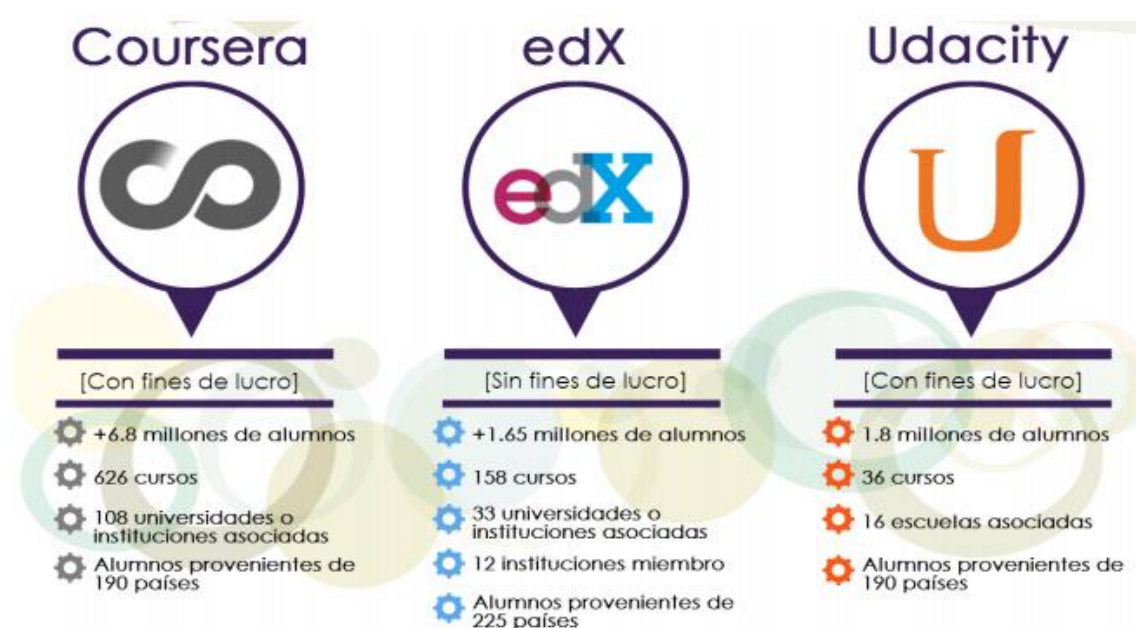 Coursera
[Con fines de lucro]
+6.8 millones de alumnos
626 cursos
108 universidades o
instituciones asociadas
Alumnos provenientes de
190 países
edX
edX
[Sin fines de lucro]
+1.65 millones de alumnos
158 cursos
33 universidades o
instituciones asociadas
12 instituciones miembro
Alumnos provenientes de
225 países
Udacity
U
[Con fines de lucro]
1.8 millones de alumnos
36 cursos
16 escuelas asociadas
Alumnos provenientes de
190 países